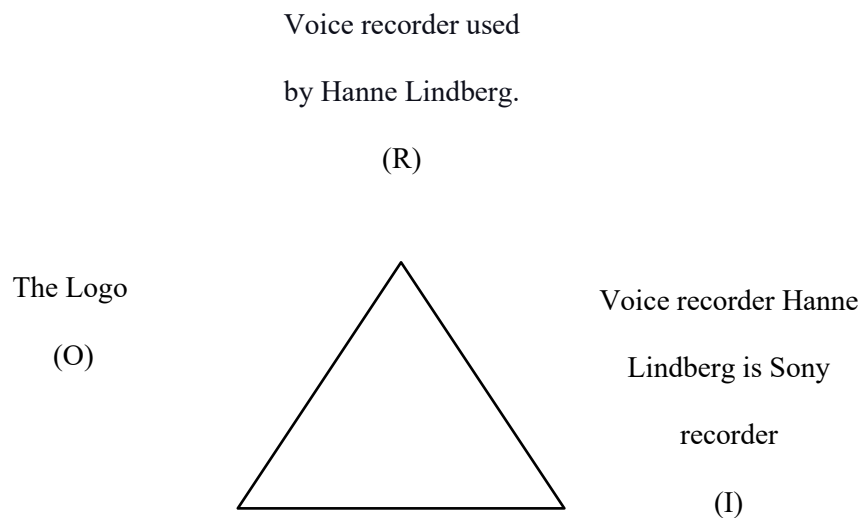 Voice recorder used
by Hanne Lindberg.
(R)
The Logo
(O)
Voice recorder Hanne
Lindberg is Sony
recorder
(I)